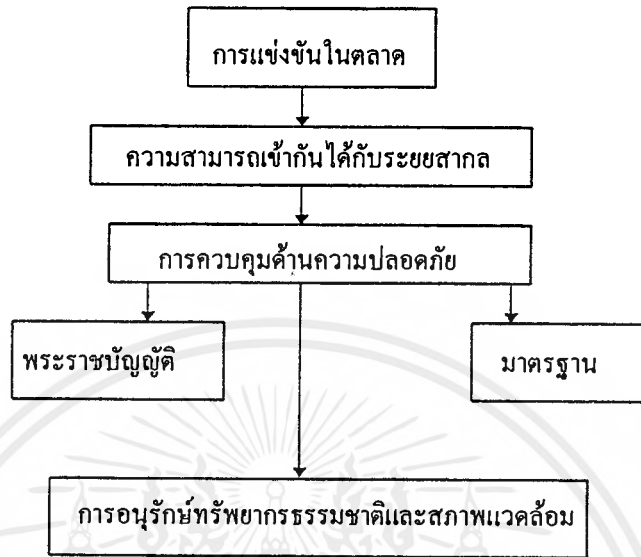 การแข่งขันในตลาด
ความสามารถเข้ากันได้กับระยยสากล
การควบคุมด้านความปลอดภัย
พระราชบัญญัติ
มาตรฐาน
การอนุรักษ์ทรัพยากรธรรมชาติและสภาพแวดล้อม